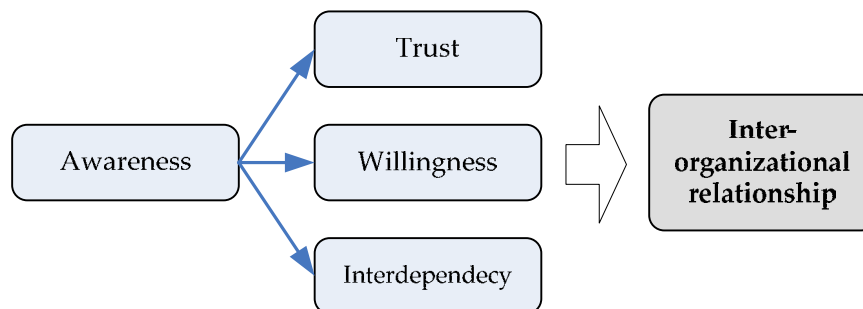 Trust
Awareness
Willingness
Interdependecy
Inter-
organizational
relationship